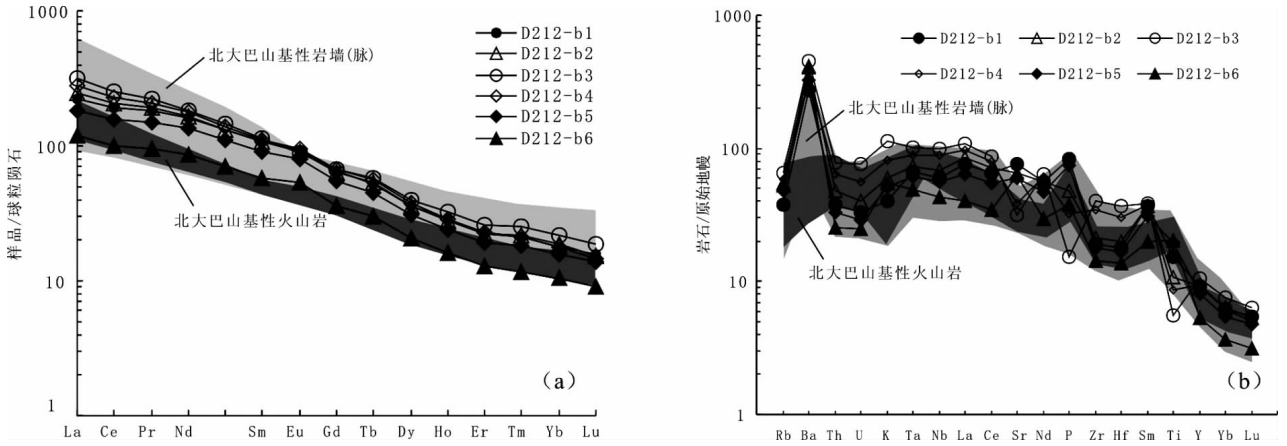 1000
100
10
1
样品/球粒陨石
北大巴山基性岩墙(脉)
北大巴山基性火山岩
D212-b1
D212-b2
D212-b3
D212-b4
D212-b5
D212-b6
(a)
La Ce Pr Nd Sm Eu Gd Tb Dy Ho Er Tm Yb Lu
1000
100
10
1
岩石/原始地幔
D212-b1 D212-b2 D212-b3
D212-b4 D212-b5 D212-b6
北大巴山基性岩墙(脉)
北大巴山基性火山岩
(b)
Rb Ba Th U K Ta Nb La Ce Sr Nd P Zr Hf Sm Ti Y Yb Lu